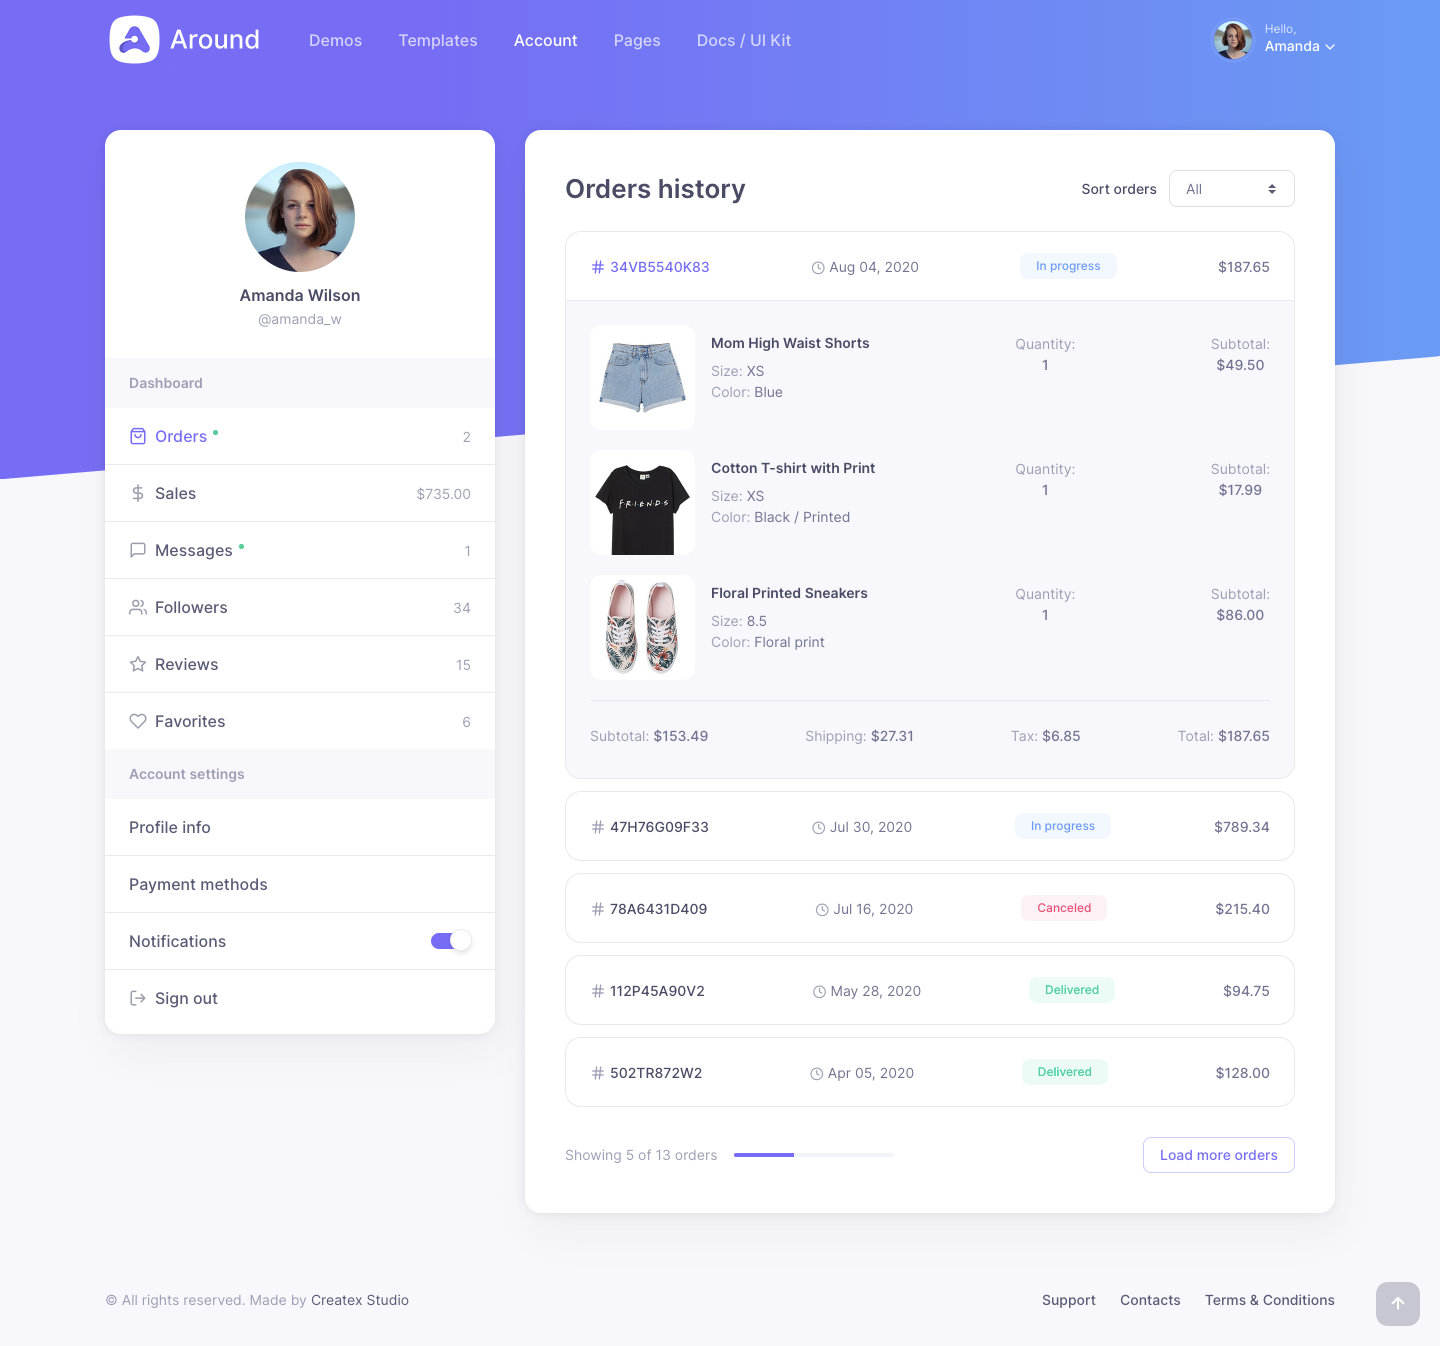 Around
Demos
Templates
Account
Pages
Docs / UI Kit
Hello,
Amanda
Amanda Wilson
@amanda_w
Dashboard
Orders 2
Sales $735.00
Messages 1
Followers 34
Reviews 15
Favorites 6
Account settings
Profile info
Payment methods
Notifications
Sign out
Orders history
Sort orders All
# 34VB5540K83 Aug 04, 2020 In progress $187.65
Mom High Waist Shorts
Size: XS
Color: Blue
Quantity:
1
Subtotal:
$49.50
F·R·I·E·N·D·S
Cotton T-shirt with Print
Size: XS
Color: Black / Printed
Quantity:
1
Subtotal:
$17.99
Floral Printed Sneakers
Size: 8.5
Color: Floral print
Quantity:
1
Subtotal:
$86.00
Subtotal: $153.49 Shipping: $27.31 Tax: $6.85 Total: $187.65
# 47H76G09F33 Jul 30, 2020 In progress $789.34
# 78A6431D409 Jul 16, 2020 Canceled $215.40
# 112P45A90V2 May 28, 2020 Delivered $94.75
# 502TR872W2 Apr 05, 2020 Delivered $128.00
Showing 5 of 13 orders
Load more orders
© All rights reserved. Made by Createx Studio
Support
Contacts
Terms & Conditions